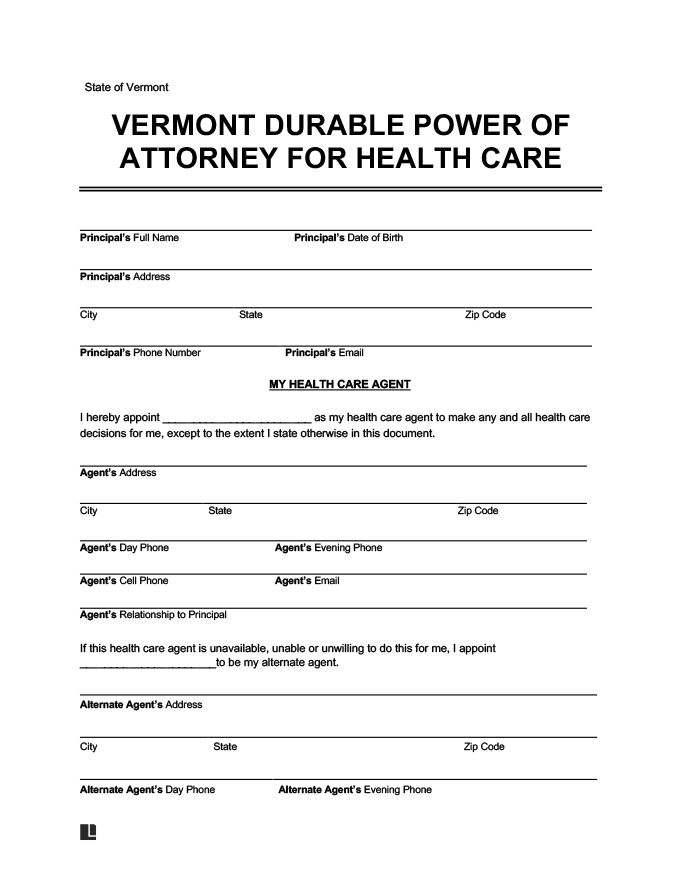 State of Vermont
VERMONT DURABLE POWER OF
ATTORNEY FOR HEALTH CARE
Principal's Full Name Principal's Date of Birth
Principal's Address
City State Zip Code
Principal's Phone Number Principal's Email
MY HEALTH CARE AGENT
I hereby appoint ________________________ as my health care agent to make any and all health care
decisions for me, except to the extent I state otherwise in this document.
Agent's Address
City State Zip Code
Agent's Day Phone Agent's Evening Phone
Agent's Cell Phone Agent's Email
Agent's Relationship to Principal
If this health care agent is unavailable, unable or unwilling to do this for me, I appoint
______________________to be my alternate agent.
Alternate Agent's Address
City State Zip Code
Alternate Agent's Day Phone Alternate Agent's Evening Phone